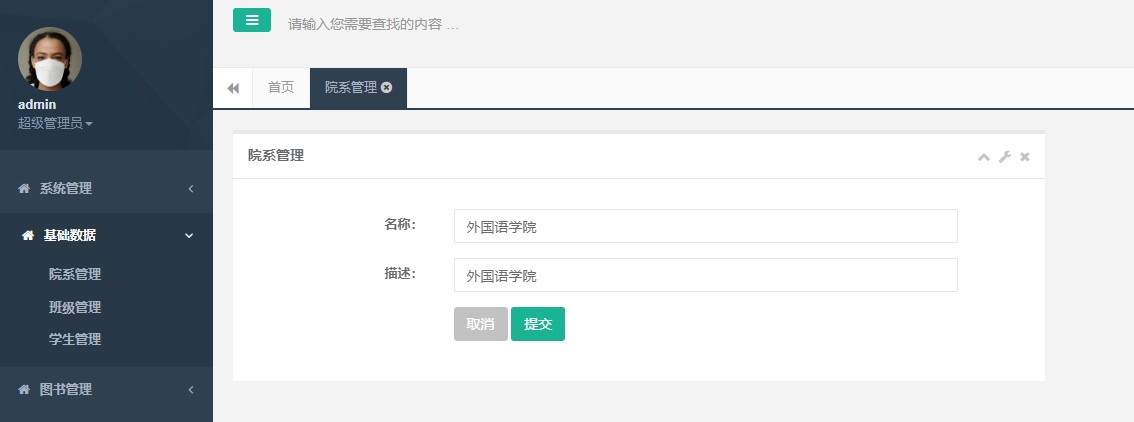 admin
超级管理员
系统管理
基础数据
院系管理
班级管理
学生管理
图书管理
请输入您需要查找的内容 …
首页
院系管理
院系管理
名称:
外国语学院
描述:
外国语学院
取消 提交